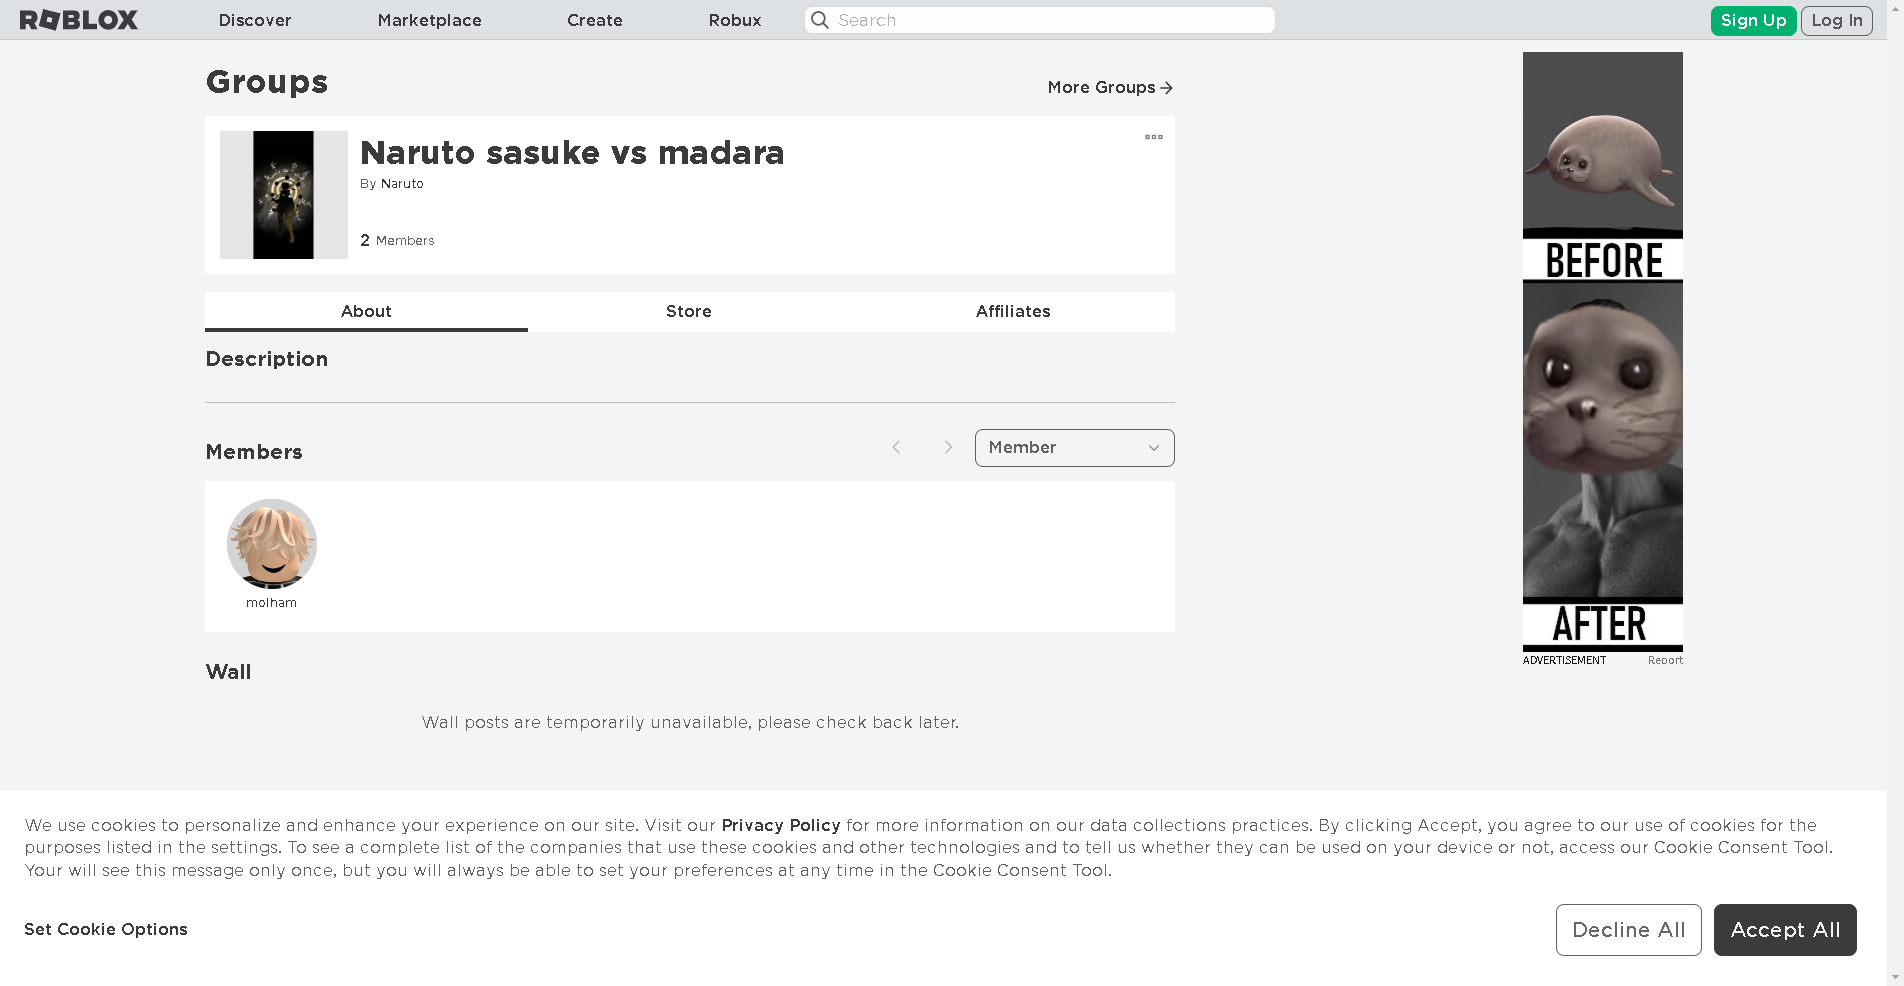 ROBLOX
Discover
Marketplace
Create
Robux
Search
Sign Up
Log In
Groups
More Groups
Naruto sasuke vs madara
By Naruto
2 Members
About
Store
Affiliates
Description
Members
Member
molham
Wall
Wall posts are temporarily unavailable, please check back later.
BEFORE
AFTER
ADVERTISEMENT
Report
We use cookies to personalize and enhance your experience on our site. Visit our Privacy Policy for more information on our data collections practices. By clicking Accept, you agree to our use of cookies for the
purposes listed in the settings. To see a complete list of the companies that use these cookies and other technologies and to tell us whether they can be used on your device or not, access our Cookie Consent Tool.
Your will see this message only once, but you will always be able to set your preferences at any time in the Cookie Consent Tool.
Set Cookie Options
Decline All
Accept All